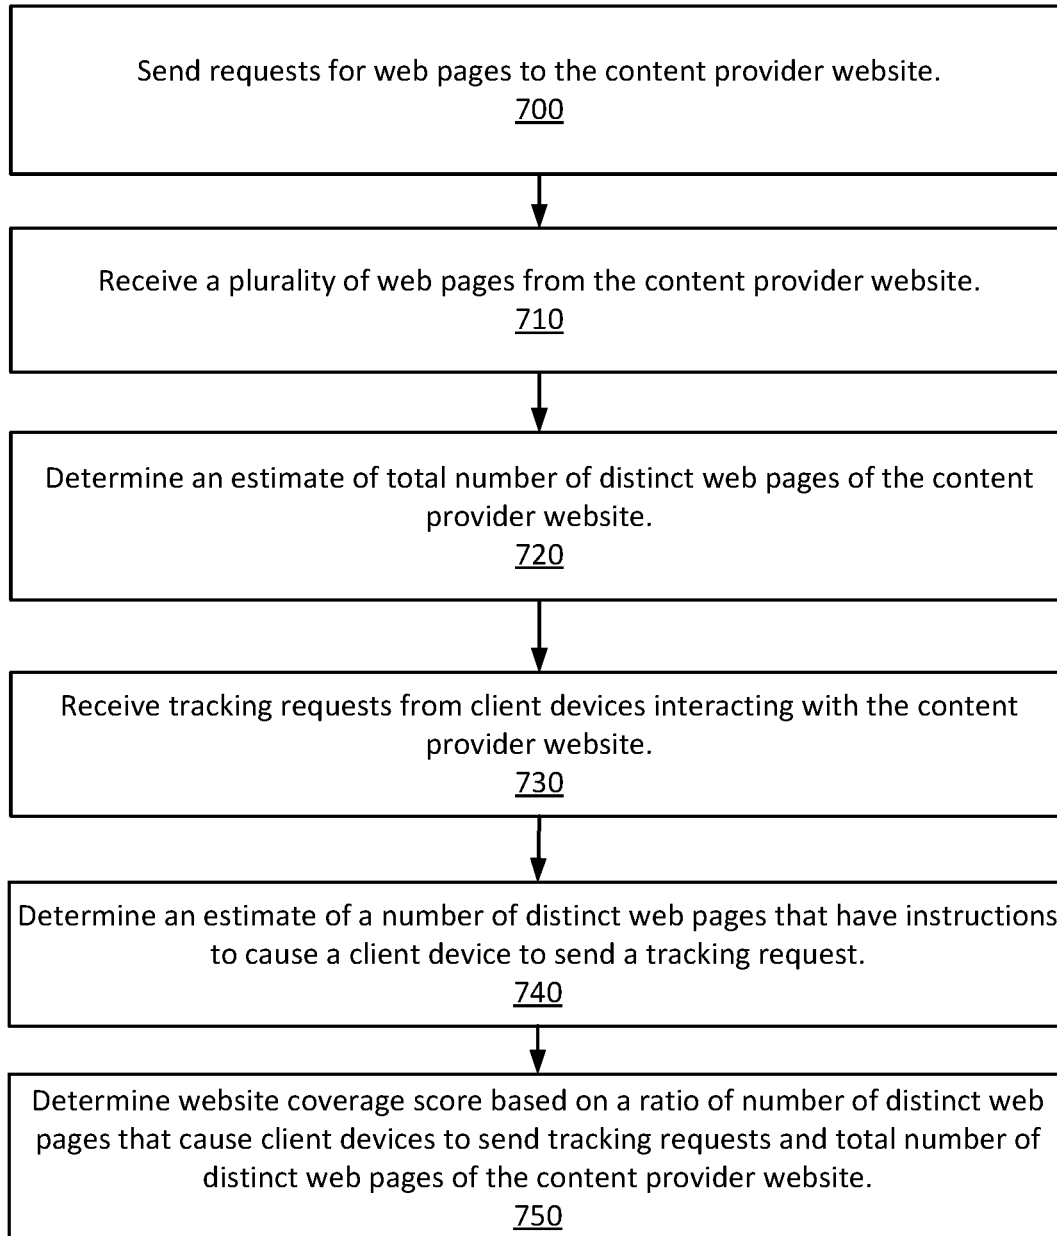 Send requests for web pages to the content provider website.
700
Receive a plurality of web pages from the content provider website.
710
Determine an estimate of total number of distinct web pages of the content
provider website.
720
Receive tracking requests from client devices interacting with the content
provider website.
730
Determine an estimate of a number of distinct web pages that have instructions
to cause a client device to send a tracking request.
740
Determine website coverage score based on a ratio of number of distinct web
pages that cause client devices to send tracking requests and total number of
distinct web pages of the content provider website.
750